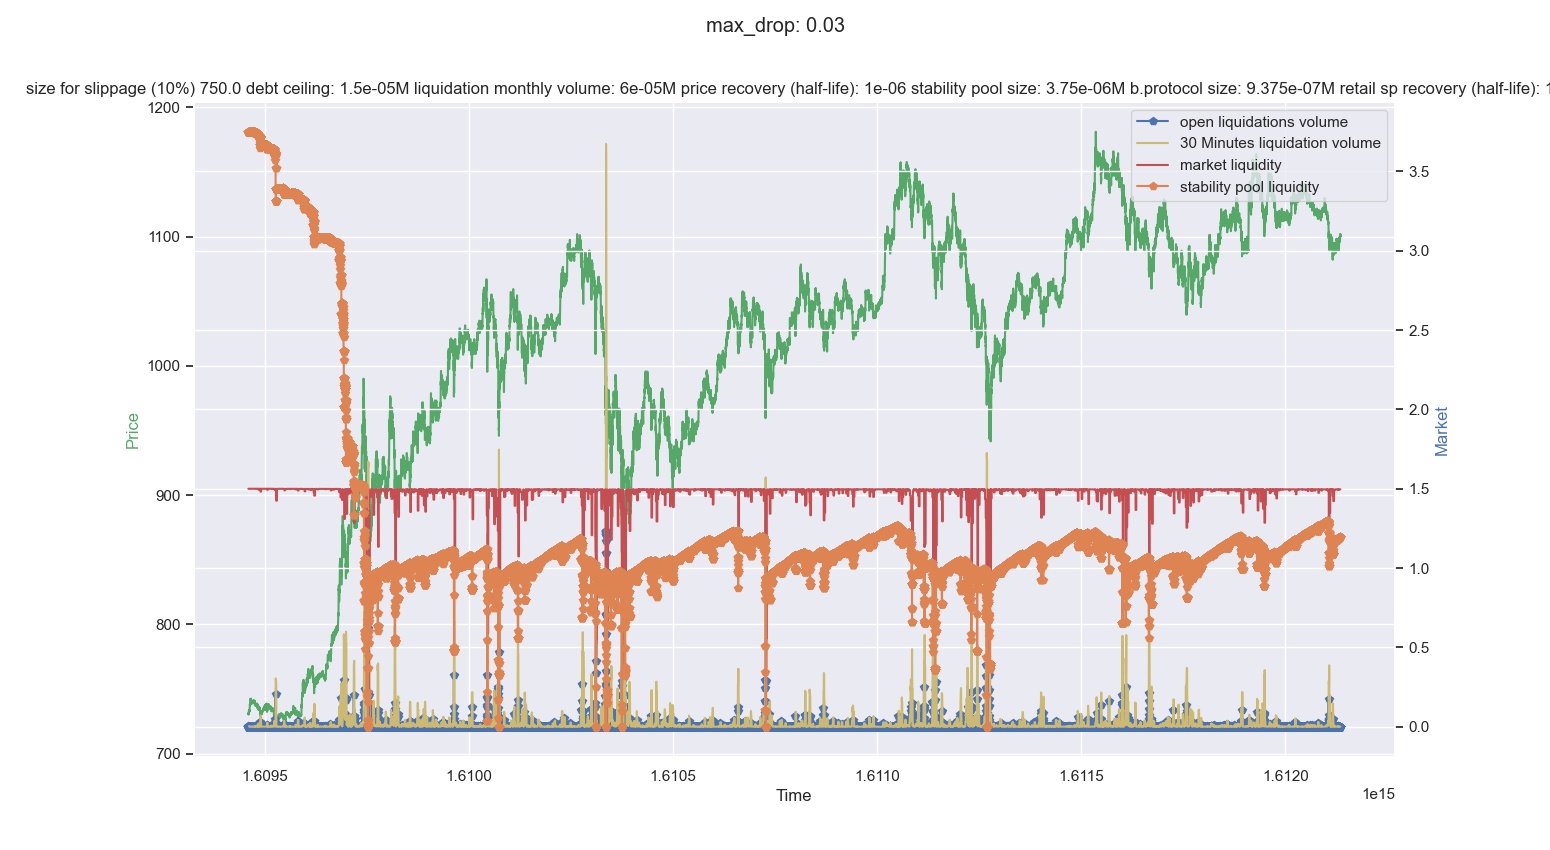 max_drop: 0.03
size for slippage (10%) 750.0 debt ceiling: 1.5e-05M liquidation monthly volume: 6e-05M price recovery (half-life): 1e-06 stability pool size: 3.75e-06M b.protocol size: 9.375e-07M retail sp recovery (half-life): 1
open liquidations volume
30 Minutes liquidation volume
market liquidity
stability pool liquidity
1200
1100
1000
900
800
700
Price
3.5
3.0
2.5
2.0
1.5
1.0
0.5
0.0
Market
1.6095
1.6100
1.6105
1.6110
1.6115
1.6120
1e15
Time